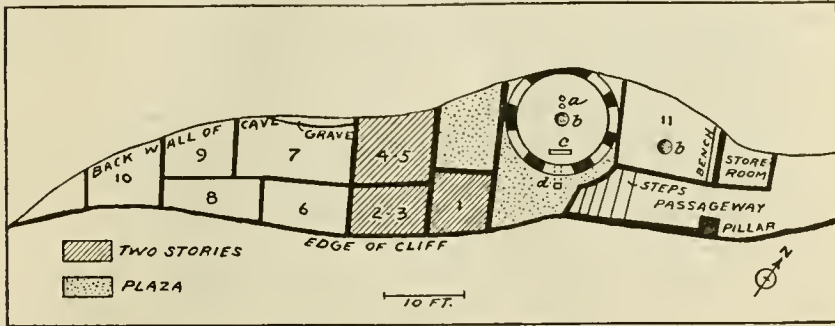 BACK WALL OF CAVE
GRAVE
10
9
7
8
6
4-5
2-3
1
a
b
c
d
11
b
BENCH
STORE
ROOM
STEPS
PASSAGEWAY
PILLAR
EDGE OF CLIFF
TWO STORIES
PLAZA
10 FT.
N